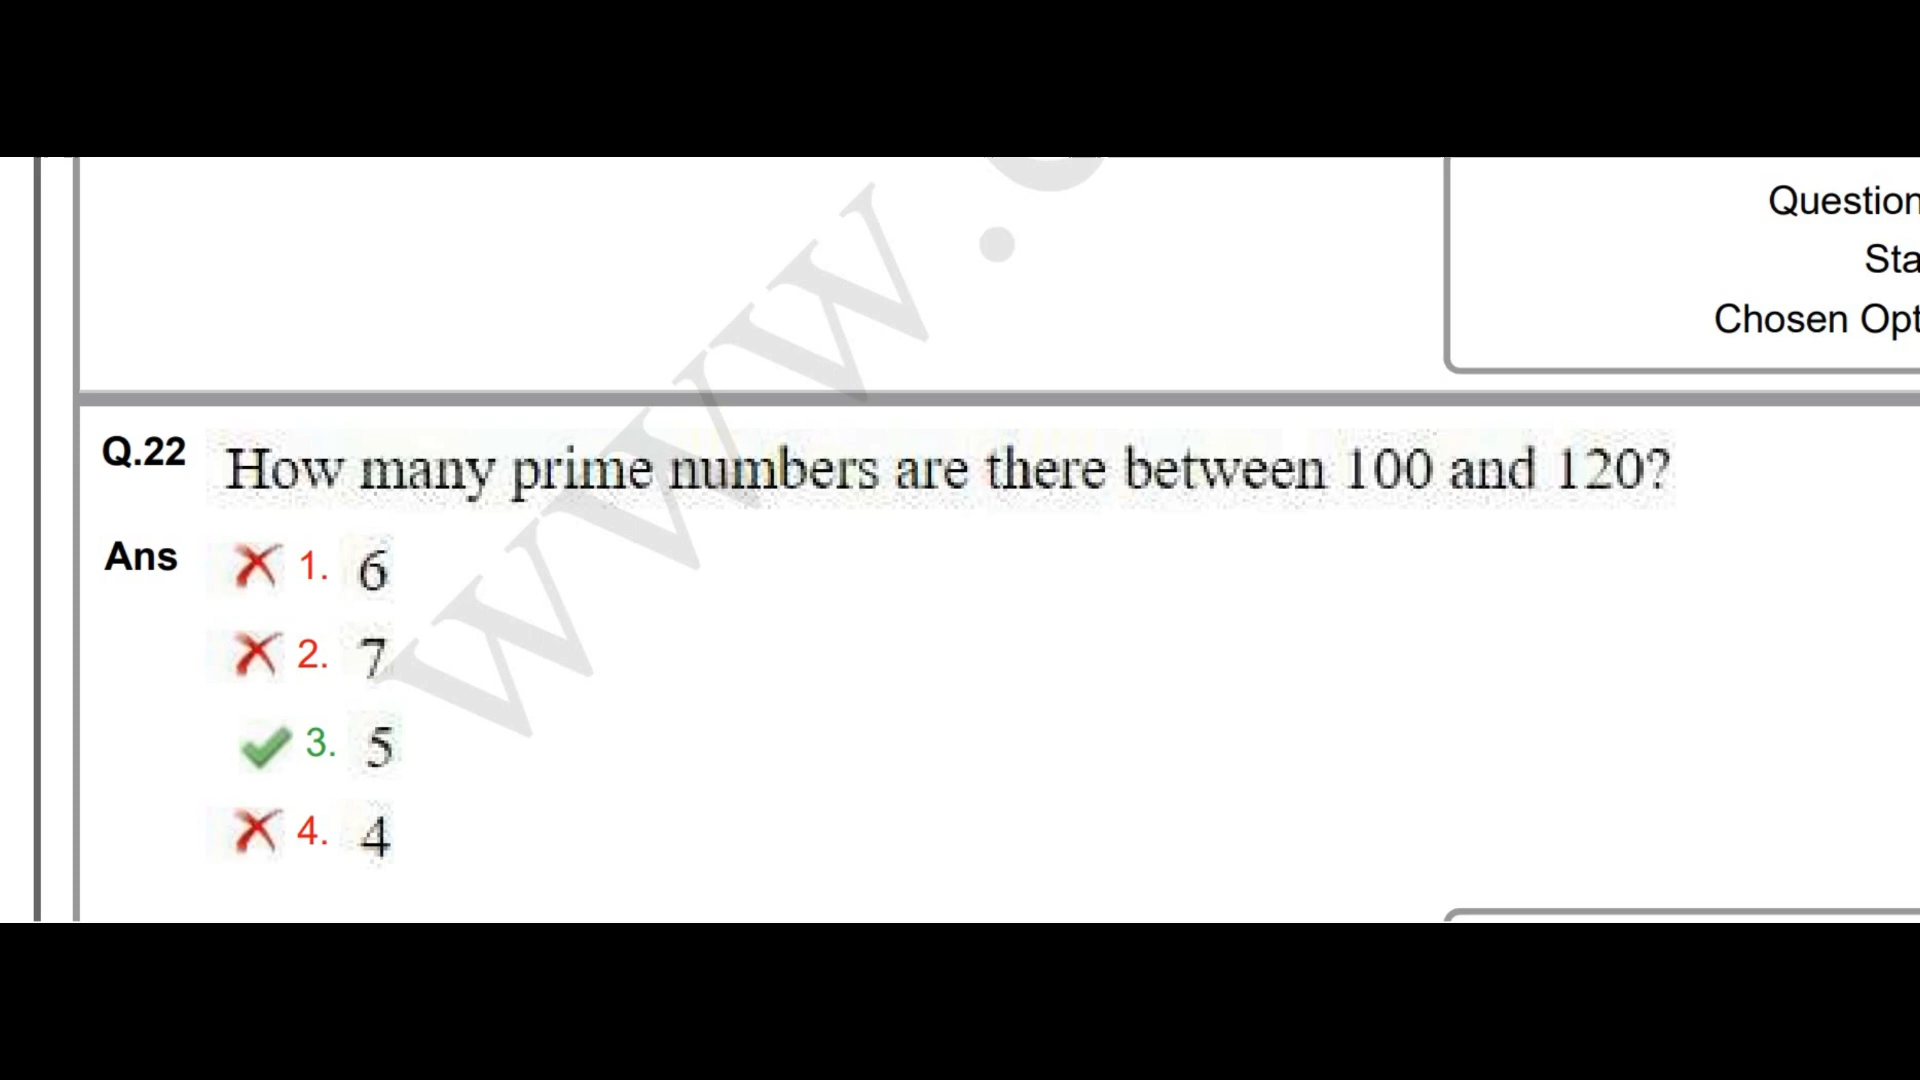 Question
Sta
Chosen Opt
www.
Q.22 How many prime numbers are there between 100 and 120?
Ans 1. 6
2. 7
3. 5
4. 4